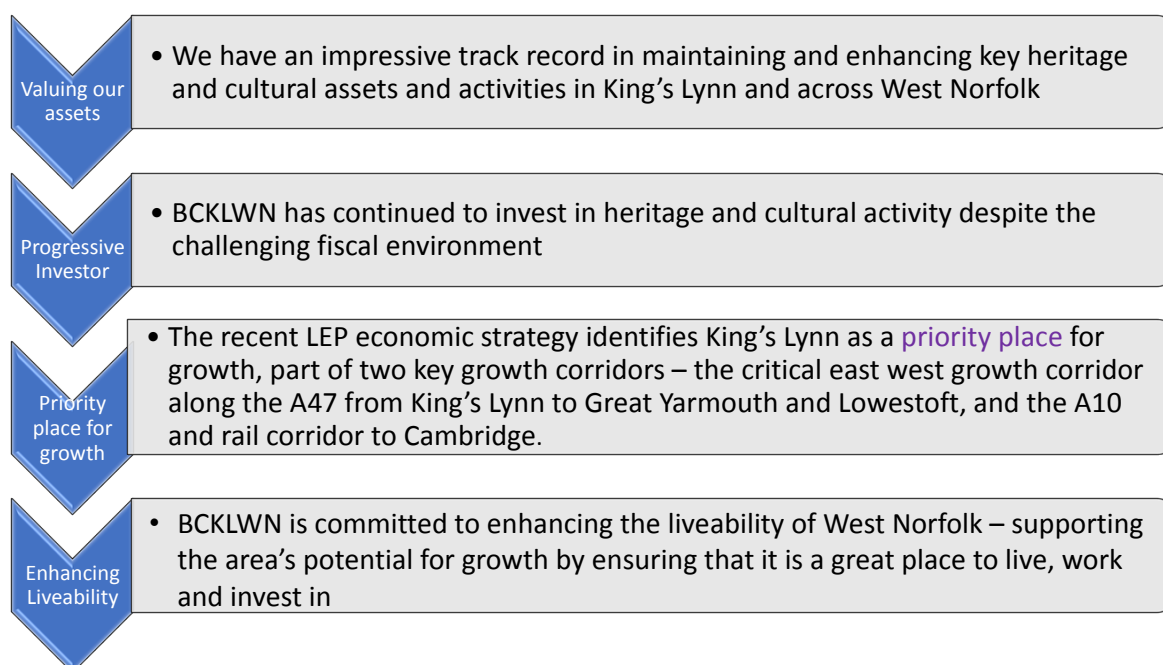 Valuing our
assets
• We have an impressive track record in maintaining and enhancing key heritage
and cultural assets and activities in King’s Lynn and across West Norfolk
Progressive
Investor
• BCKLWN has continued to invest in heritage and cultural activity despite the
challenging fiscal environment
Priority
place for
growth
• The recent LEP economic strategy identifies King’s Lynn as a priority place for
growth, part of two key growth corridors – the critical east west growth corridor
along the A47 from King’s Lynn to Great Yarmouth and Lowestoft, and the A10
and rail corridor to Cambridge.
Enhancing
Liveability
• BCKLWN is committed to enhancing the liveability of West Norfolk – supporting
the area’s potential for growth by ensuring that it is a great place to live, work
and invest in